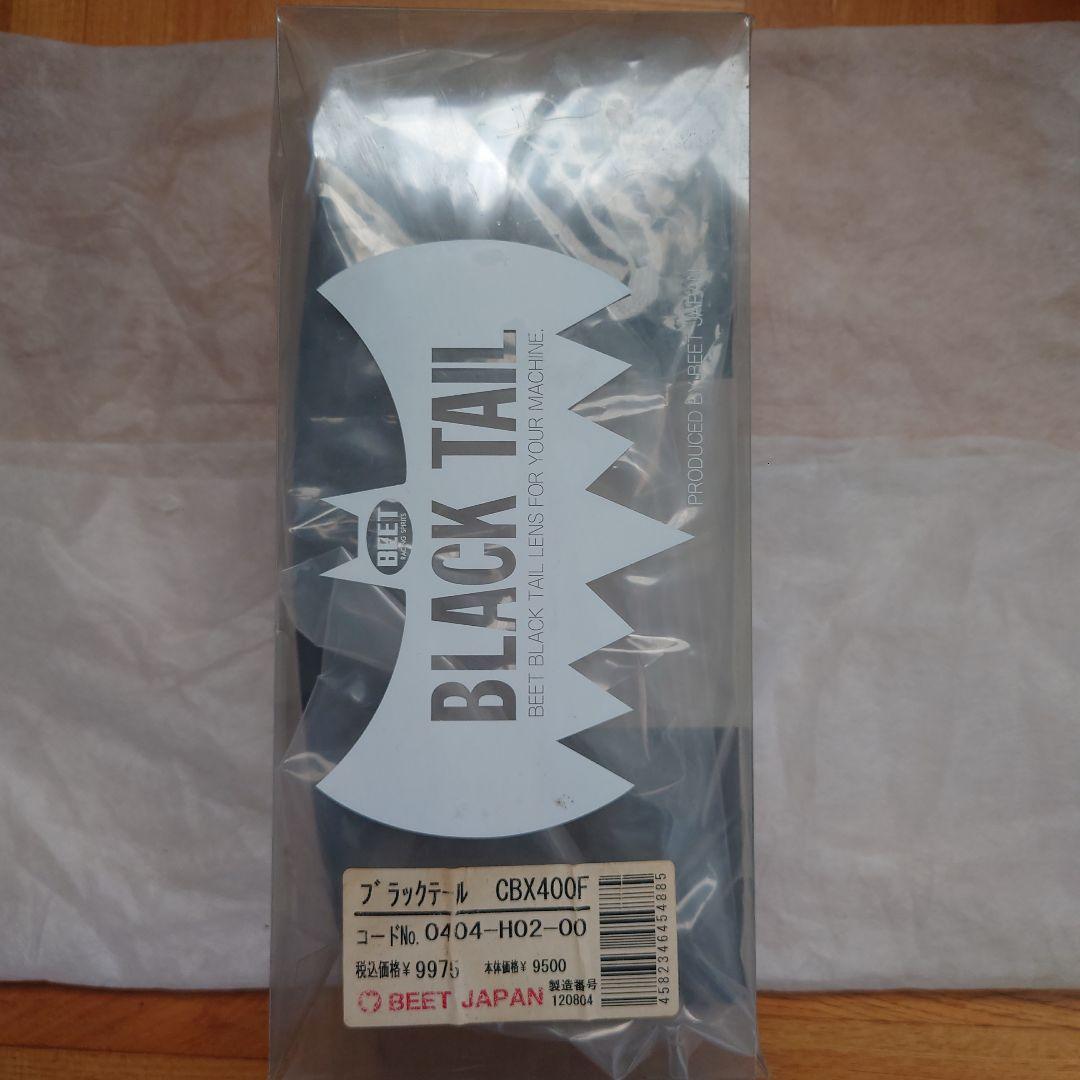 BEET
RACING SPIRITS
BLACK TAIL
BEET BLACK TAIL LENS FOR YOUR MACHINE.
PRODUCED BY BEET JAPAN
ブラックテール CBX400F
コードNo. 0404-H02-00
税込価格¥ 9975 本体価格¥ 9500
BEET JAPAN 製造番号 120804
4582346454885